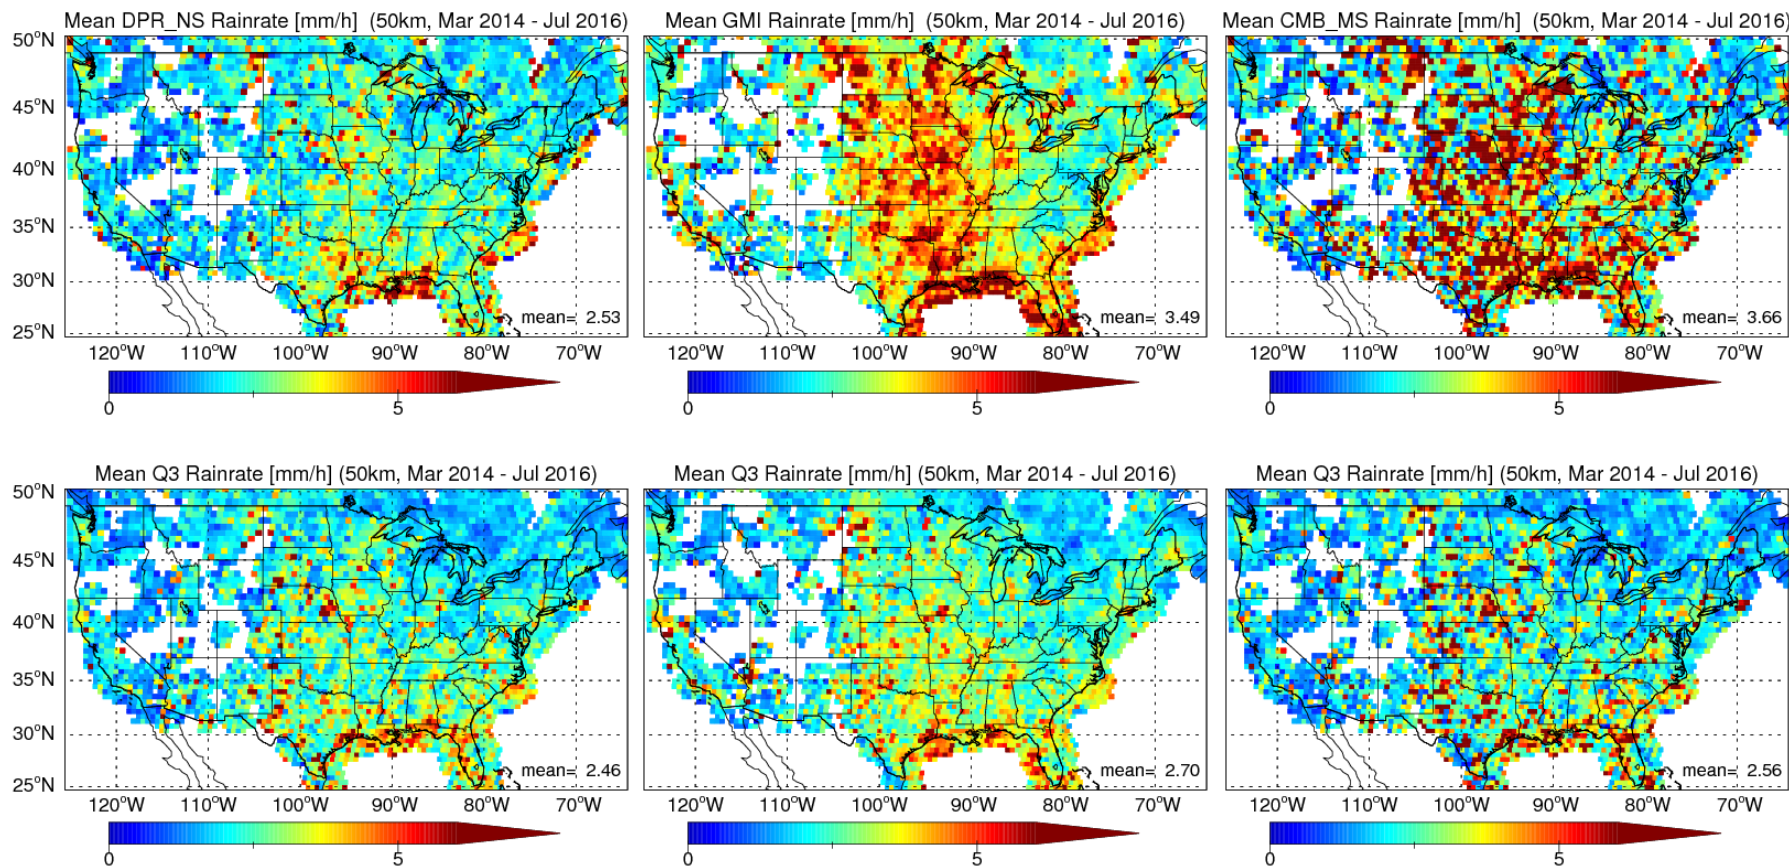 Mean DPR_NS Rainrate [mm/h] (50km, Mar 2014 - Jul 2016)
Mean GMI Rainrate [mm/h] (50km, Mar 2014 - Jul 2016)
Mean CMB_MS Rainrate [mm/h] (50km, Mar 2014 - Jul 2016)
50°N
45°N
40°N
35°N
30°N
25°N
mean= 2.53
mean= 3.49
mean= 3.66
120°W 110°W 100°W 90°W 80°W 70°W
120°W 110°W 100°W 90°W 80°W 70°W
120°W 110°W 100°W 90°W 80°W 70°W
0 5
0 5
0 5
Mean Q3 Rainrate [mm/h] (50km, Mar 2014 - Jul 2016)
Mean Q3 Rainrate [mm/h] (50km, Mar 2014 - Jul 2016)
Mean Q3 Rainrate [mm/h] (50km, Mar 2014 - Jul 2016)
50°N
45°N
40°N
35°N
30°N
25°N
mean= 2.46
mean= 2.70
mean= 2.56
120°W 110°W 100°W 90°W 80°W 70°W
120°W 110°W 100°W 90°W 80°W 70°W
120°W 110°W 100°W 90°W 80°W 70°W
0 5
0 5
0 5